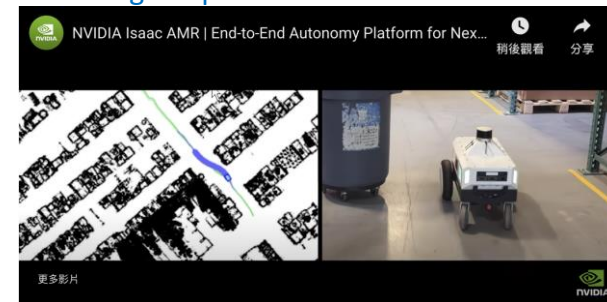 NVIDIA Isaac AMR | End-to-End Autonomy Platform for Nex...
稍後觀看
分享
更多影片
NVIDIA